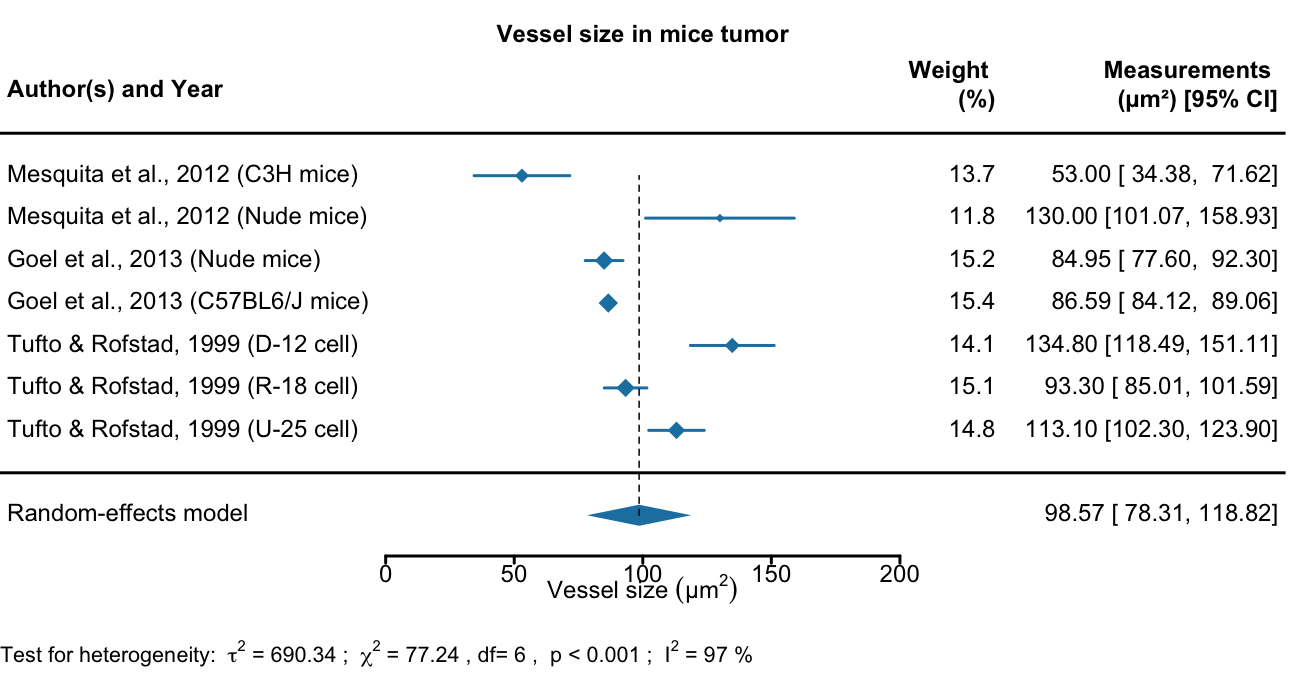 Vessel size in mice tumor
Author(s) and Year
Weight
(%)
Measurements
(µm²) [95% CI]
Mesquita et al., 2012 (C3H mice) 13.7 53.00 [ 34.38, 71.62]
Mesquita et al., 2012 (Nude mice) 11.8 130.00 [101.07, 158.93]
Goel et al., 2013 (Nude mice) 15.2 84.95 [ 77.60, 92.30]
Goel et al., 2013 (C57BL6/J mice) 15.4 86.59 [ 84.12, 89.06]
Tufto & Rofstad, 1999 (D-12 cell) 14.1 134.80 [118.49, 151.11]
Tufto & Rofstad, 1999 (R-18 cell) 15.1 93.30 [ 85.01, 101.59]
Tufto & Rofstad, 1999 (U-25 cell) 14.8 113.10 [102.30, 123.90]
Random-effects model 98.57 [ 78.31, 118.82]
0 50 100 150 200
Vessel size (µm²)
Test for heterogeneity: τ² = 690.34 ; χ² = 77.24 , df= 6 , p < 0.001 ; I² = 97 %